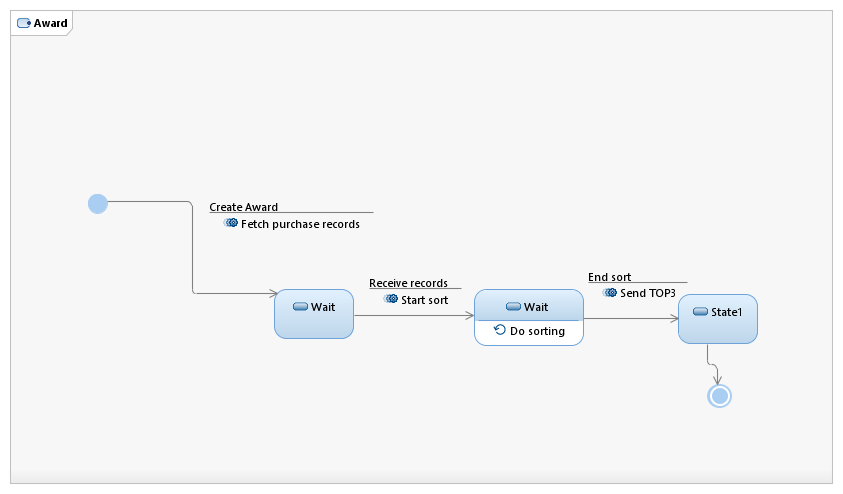 Award
Create Award
Fetch purchase records
Receive records
Start sort
End sort
Send TOP3
Wait
Wait
State1
Do sorting